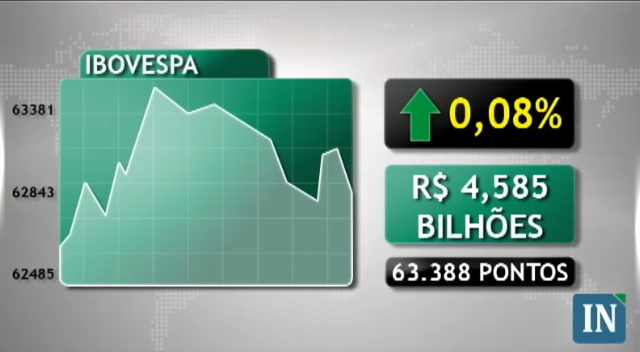 IBOVESPA
63381
62843
62485
0,08%
R$ 4,585
BILHÕES
63.388 PONTOS
IN